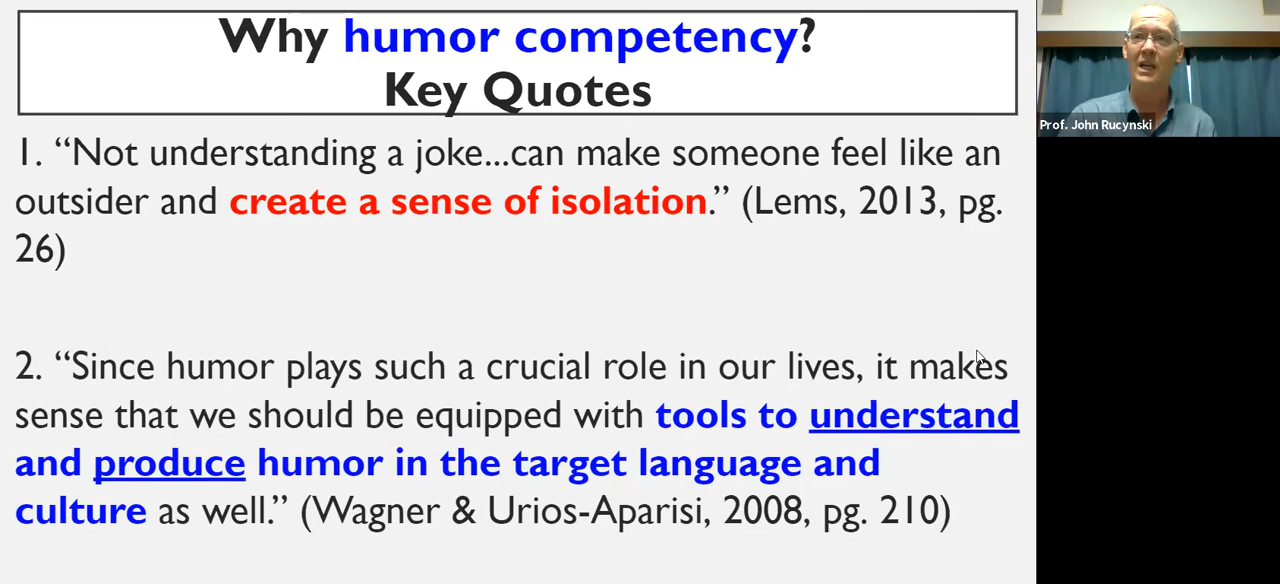 Why humor competency?
Key Quotes
Prof. John Rucynski
1. “Not understanding a joke...can make someone feel like an
outsider and create a sense of isolation.” (Lems, 2013, pg.
26)
2. “Since humor plays such a crucial role in our lives, it makes
sense that we should be equipped with tools to understand
and produce humor in the target language and
culture as well.” (Wagner & Urios-Aparisi, 2008, pg. 210)